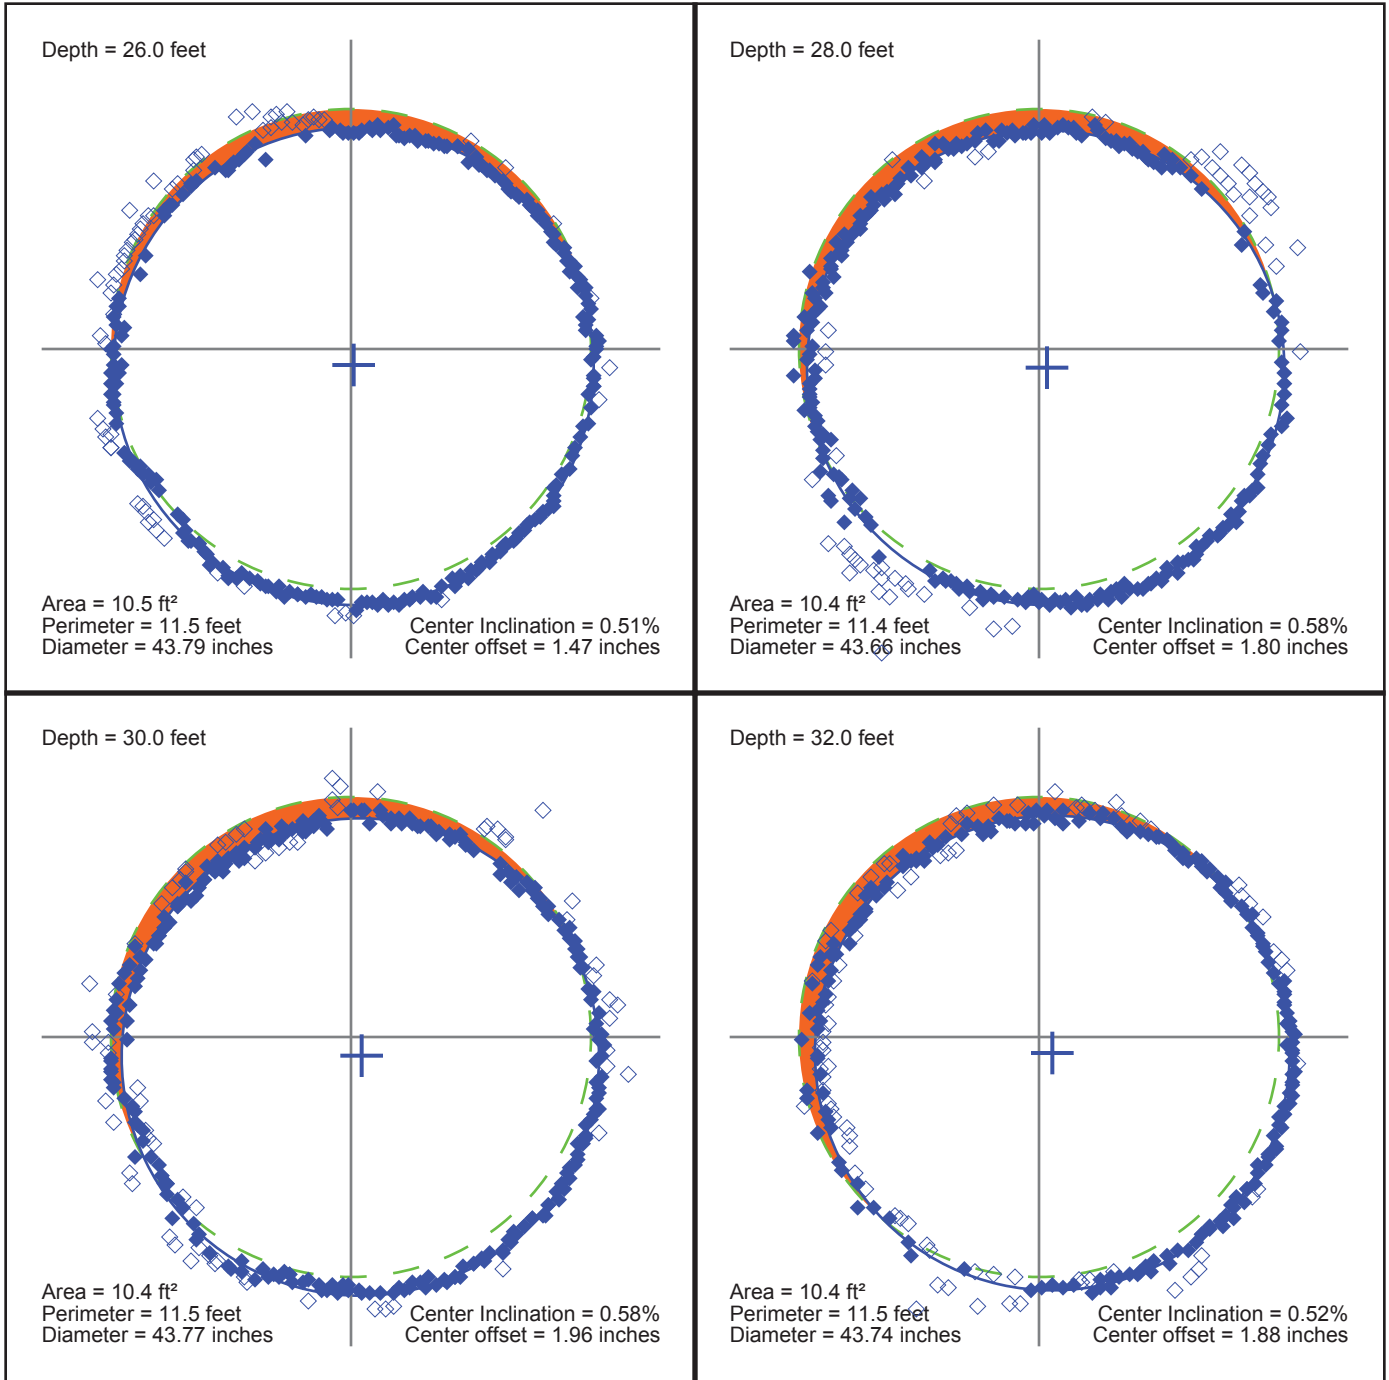 Depth = 26.0 feet
Area = 10.5 ft²
Perimeter = 11.5 feet
Diameter = 43.79 inches
Center Inclination = 0.51%
Center offset = 1.47 inches
Depth = 28.0 feet
Area = 10.4 ft²
Perimeter = 11.4 feet
Diameter = 43.66 inches
Center Inclination = 0.58%
Center offset = 1.80 inches
Depth = 30.0 feet
Area = 10.4 ft²
Perimeter = 11.5 feet
Diameter = 43.77 inches
Center Inclination = 0.58%
Center offset = 1.96 inches
Depth = 32.0 feet
Area = 10.4 ft²
Perimeter = 11.5 feet
Diameter = 43.74 inches
Center Inclination = 0.52%
Center offset = 1.88 inches